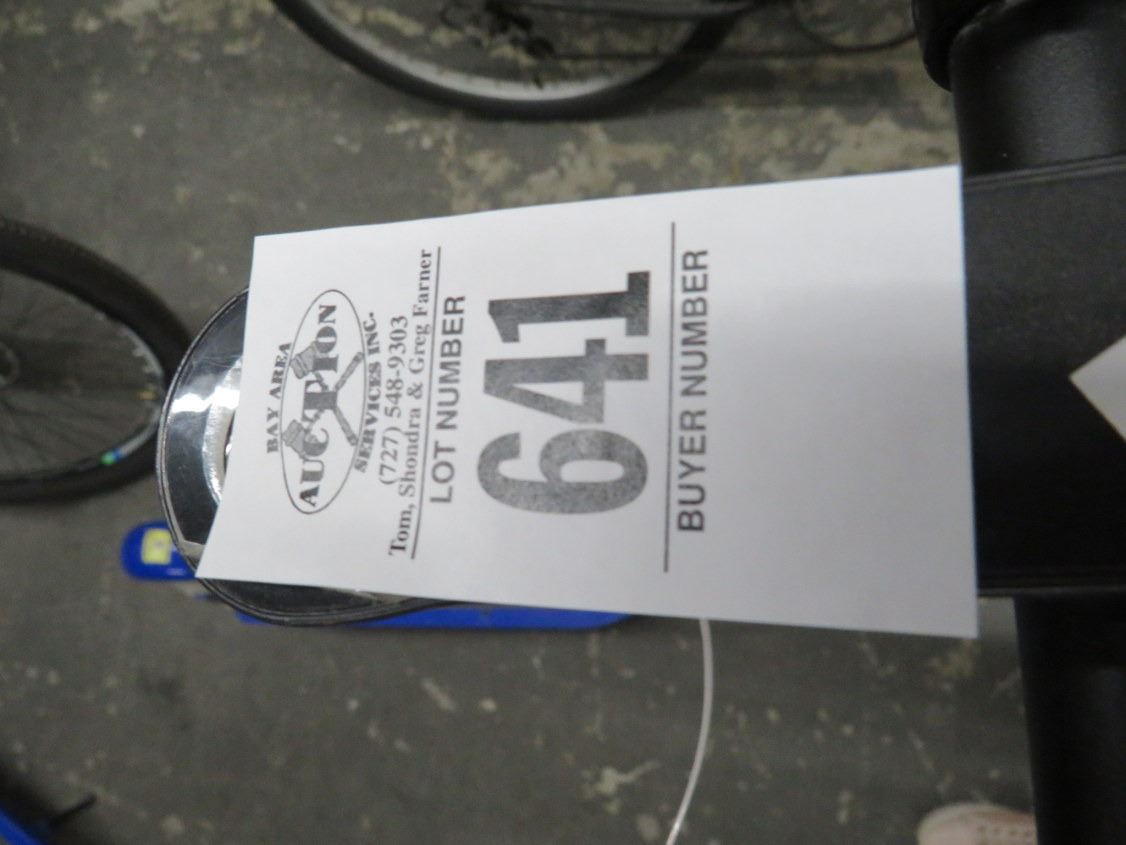 BAY AREA
AUCTION
SERVICES INC.
(727) 548-9303
Tom, Shondra & Greg Farner
LOT NUMBER
641
BUYER NUMBER